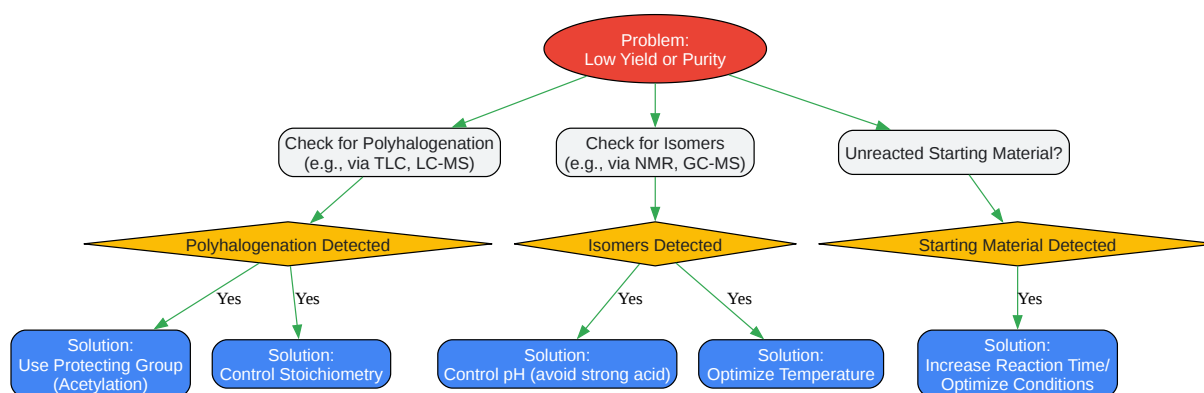 Problem:
Low Yield or Purity
Check for Polyhalogenation
(e.g., via TLC, LC-MS)
Check for Isomers
(e.g., via NMR, GC-MS)
Unreacted Starting Material?
Polyhalogenation Detected
Isomers Detected
Starting Material Detected
Yes
Yes
Yes
Yes
Yes
Solution:
Use Protecting Group
(Acetylation)
Solution:
Control Stoichiometry
Solution:
Control pH (avoid strong acid)
Solution:
Optimize Temperature
Solution:
Increase Reaction Time/
Optimize Conditions